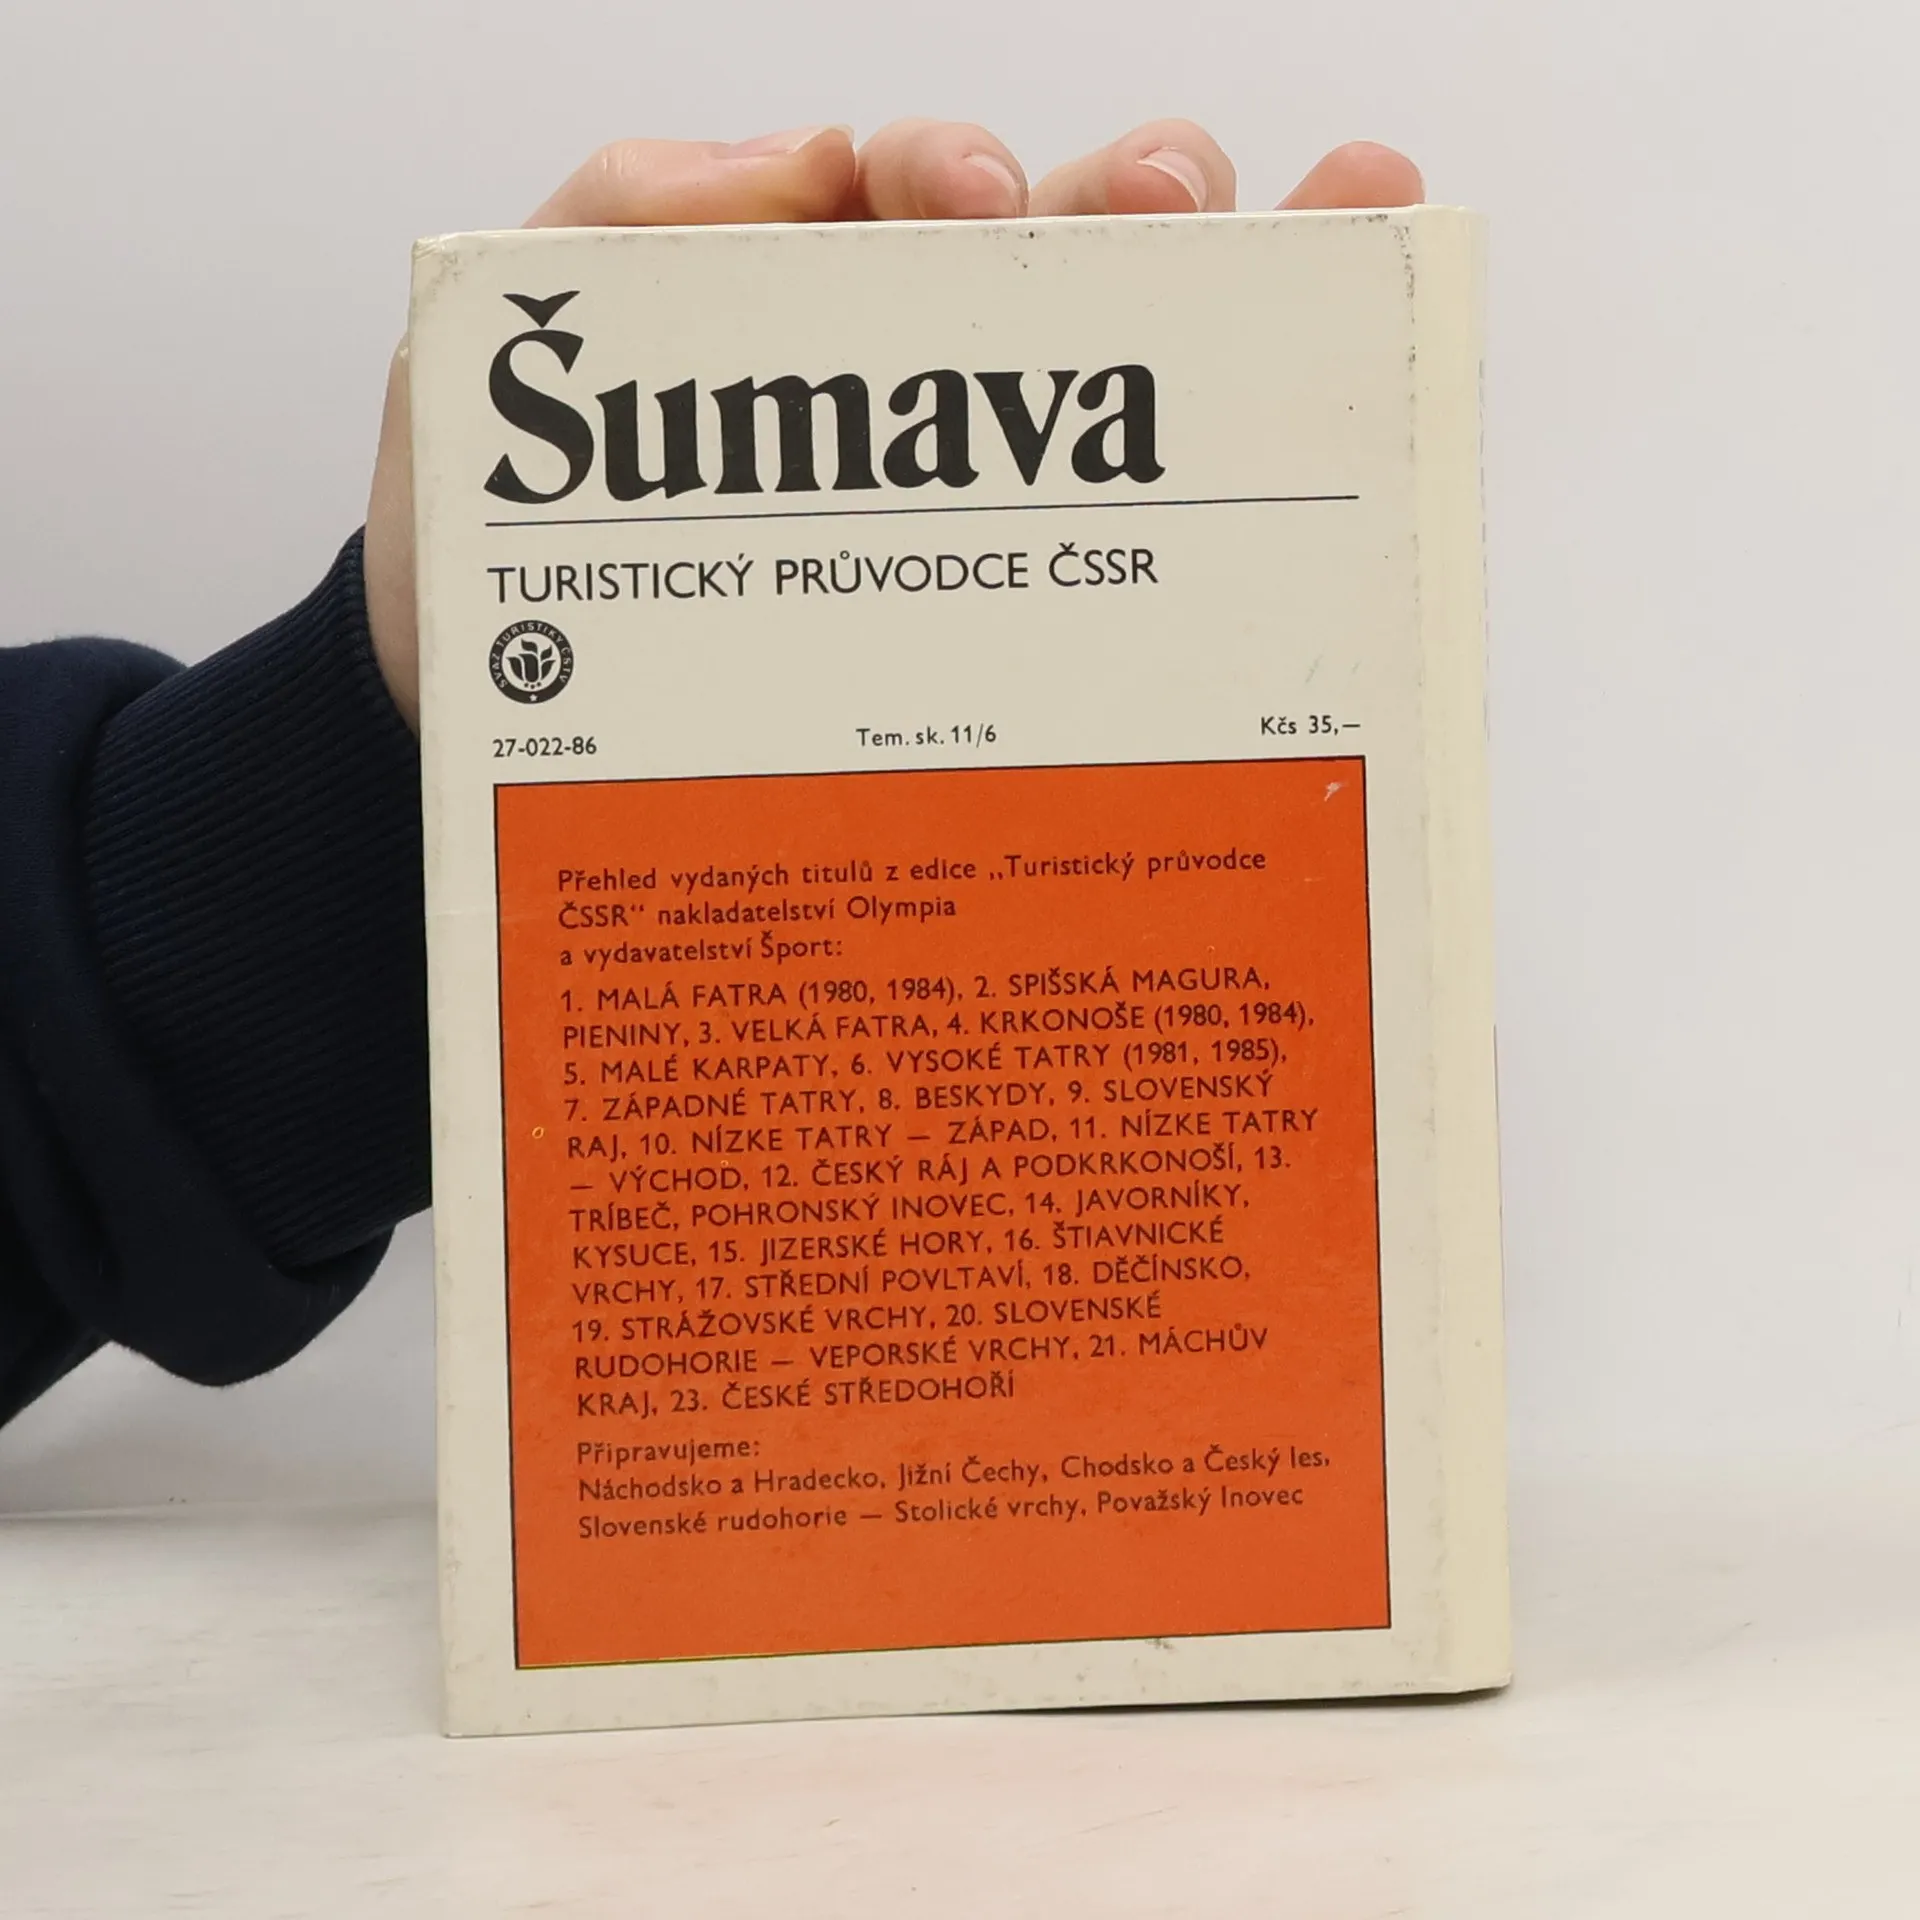 Šumava
TURISTICKÝ PRŮVODCE ČSSR
SVAZ TURISTIKY ČSTV
27-022-86 Tem. sk. 11/6 Kčs 35,—
Přehled vydaných titulů z edice „Turistický průvodce
ČSSR“ nakladatelství Olympia
a vydavatelství Šport:
1. MALÁ FATRA (1980, 1984), 2. SPIŠSKÁ MAGURA,
PIENINY, 3. VELKÁ FATRA, 4. KRKONOŠE (1980, 1984),
5. MALÉ KARPATY, 6. VYSOKÉ TATRY (1981, 1985),
7. ZÁPADNÉ TATRY, 8. BESKYDY, 9. SLOVENSKÝ
RAJ, 10. NÍZKE TATRY — ZÁPAD, 11. NÍZKE TATRY
— VÝCHOD, 12. ČESKÝ RÁJ A PODKRKONOŠÍ, 13.
TRÍBEČ, POHRONSKÝ INOVEC, 14. JAVORNÍKY,
KYSUCE, 15. JIZERSKÉ HORY, 16. ŠTIAVNICKÉ
VRCHY, 17. STŘEDNÍ POVLTAVÍ, 18. DĚČÍNSKO,
19. STRÁŽOVSKÉ VRCHY, 20. SLOVENSKÉ
RUDOHORIE — VEPORSKÉ VRCHY, 21. MÁCHŮV
KRAJ, 23. ČESKÉ STŘEDOHOŘÍ
Připravujeme:
Náchodsko a Hradecko, Jižní Čechy, Chodsko a Český les,
Slovenské rudohorie — Stolické vrchy, Považský Inovec